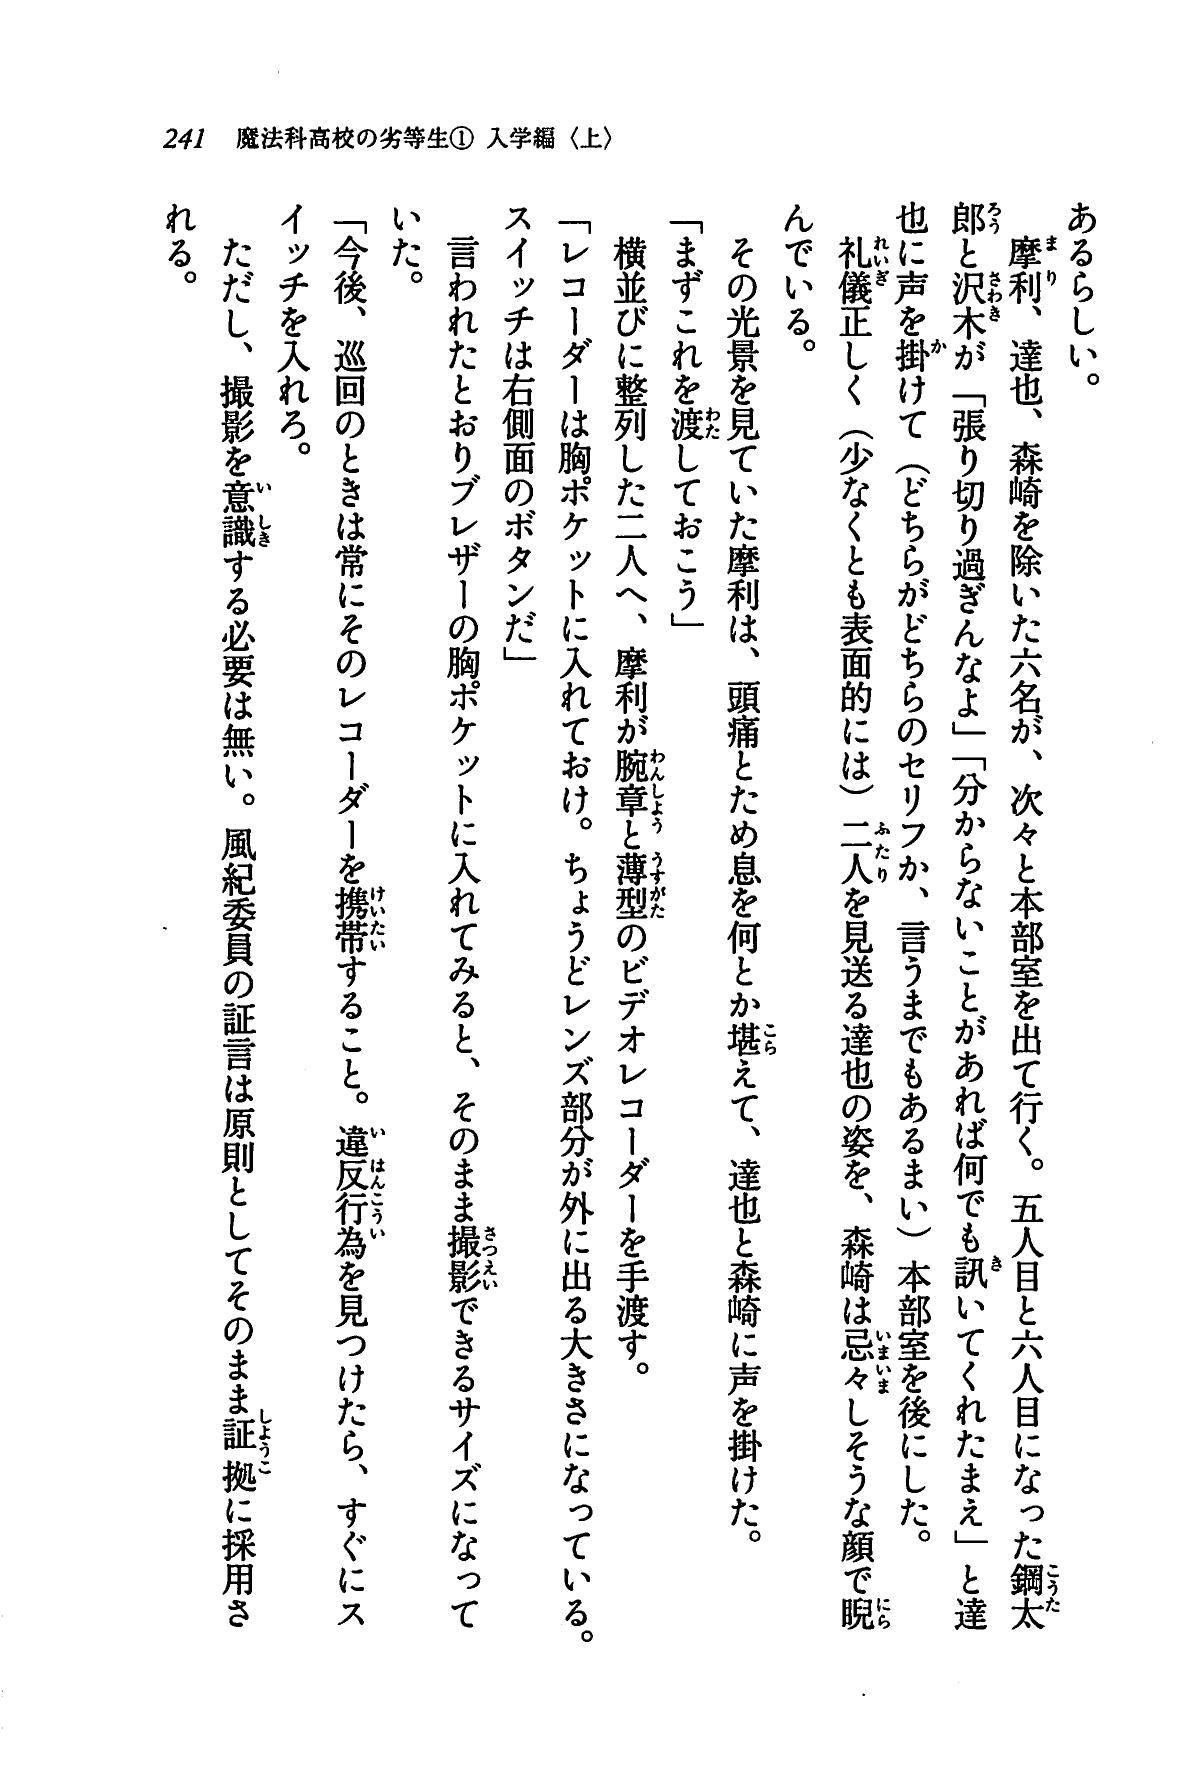 241 魔法科高校の劣等生① 入学編〈上〉
あるらしい。
摩利、達也、森崎を除いた六名が、次々と本部室を出て行く。五人目と六人目になった鋼太
郎と沢木が「張り切り過ぎんなよ」「分からないことがあれば何でも訊いてくれたまえ」と達
也に声を掛けて（どちらがどちらのセリフか、言うまでもあるまい）本部室を後にした。
礼儀正しく（少なくとも表面的には）二人を見送る達也の姿を、森崎は忌々しそうな顔で睨
んでいる。
その光景を見ていた摩利は、頭痛とため息を何とか堪えて、達也と森崎に声を掛けた。
「まずこれを渡しておこう」
横並びに整列した二人へ、摩利が腕章と薄型のビデオレコーダーを手渡す。
「レコーダーは胸ポケットに入れておけ。ちょうどレンズ部分が外に出る大きさになっている。
スイッチは右側面のボタンだ」
言われたとおりブレザーの胸ポケットに入れてみると、そのまま撮影できるサイズになって
いた。
「今後、巡回のときは常にそのレコーダーを携帯すること。違反行為を見つけたら、すぐにス
イッチを入れろ。
ただし、撮影を意識する必要は無い。風紀委員の証言は原則としてそのまま証拠に採用さ
れる。